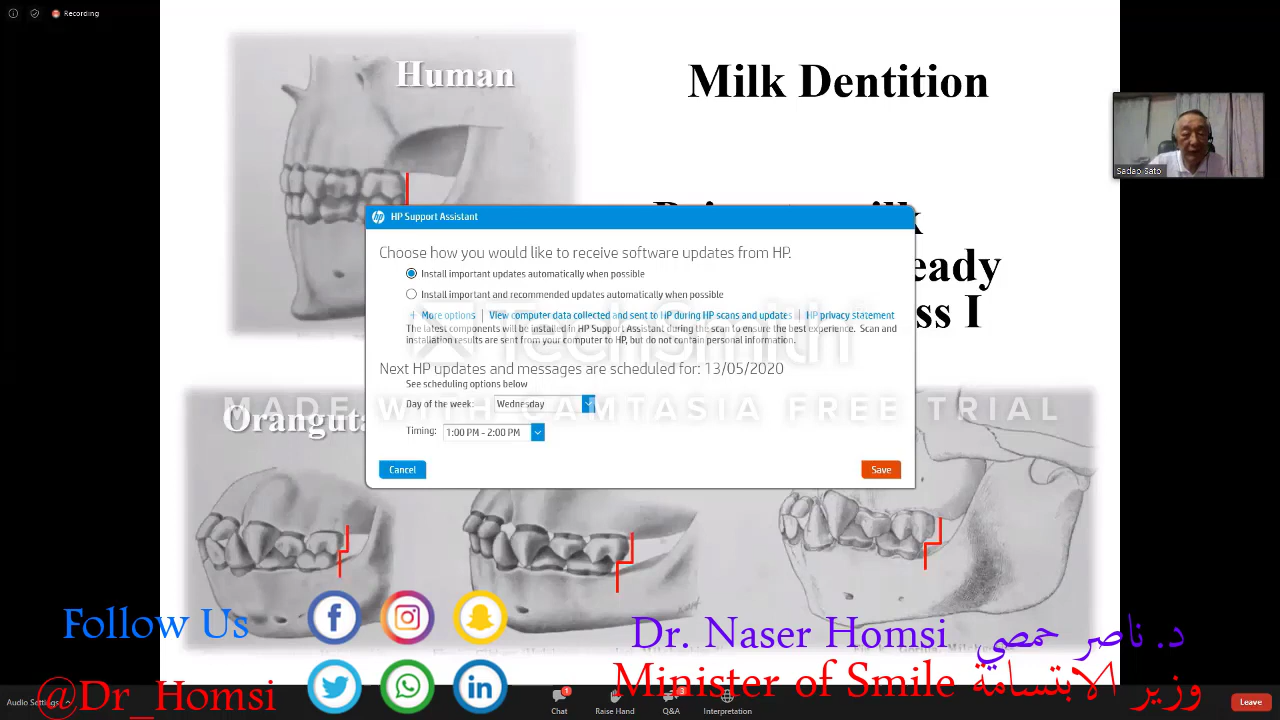 Recording
Human
Milk Dentition
Sadao Sato
HP Support Assistant
Choose how you would like to receive software updates from HP.
Install important updates automatically when possible
Install important and recommended updates automatically when possible
+ More options | View computer data collected and sent to HP during HP scans and updates | HP privacy statement
The latest components will be installed in HP Support Assistant during the scan to ensure the best experience. Scan and
installation results are sent from your computer to HP, but do not contain personal information.
eady
ss I
TechSmith
Next HP updates and messages are scheduled for: 13/05/2020
See scheduling options below
Day of the week: Wednesday
MADE WITH CAMTASIA FREE TRIAL
Oranguta
Timing: 1:00 PM - 2:00 PM
Cancel
Save
Follow Us
Dr. Naser Homsi د. ناصر حمصي
@Dr_Homsi
Minister of Smile وزير الابتسامة
Audio Settings
Chat 1
Raise Hand
Q&A 3
Interpretation
Leave